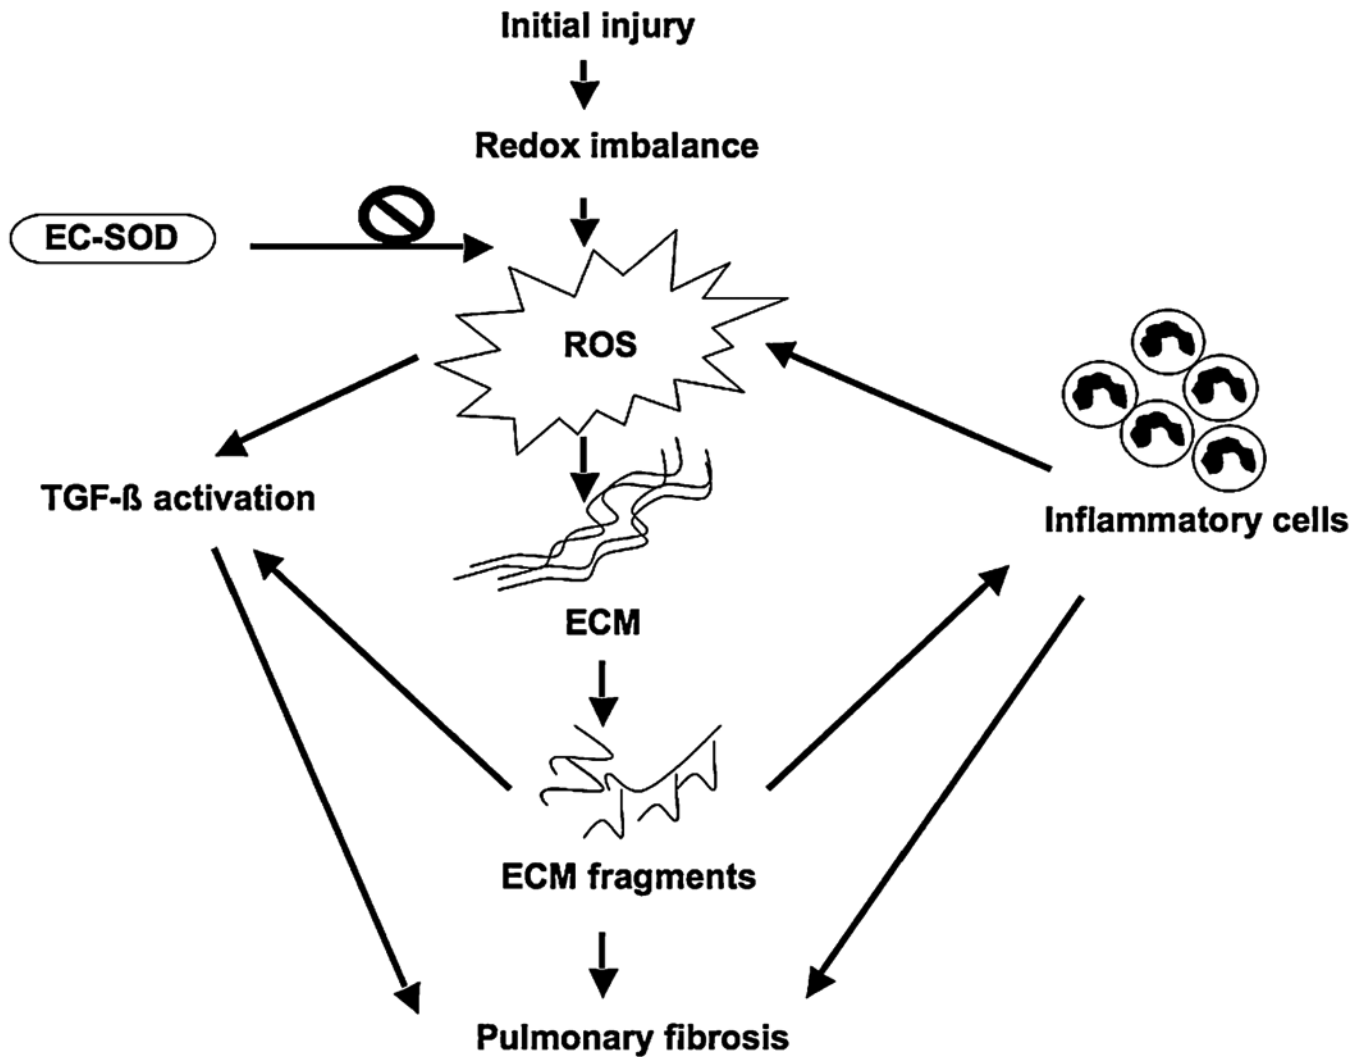 Initial injury
Redox imbalance
EC-SOD
ROS
TGF-ß activation
Inflammatory cells
ECM
ECM fragments
Pulmonary fibrosis